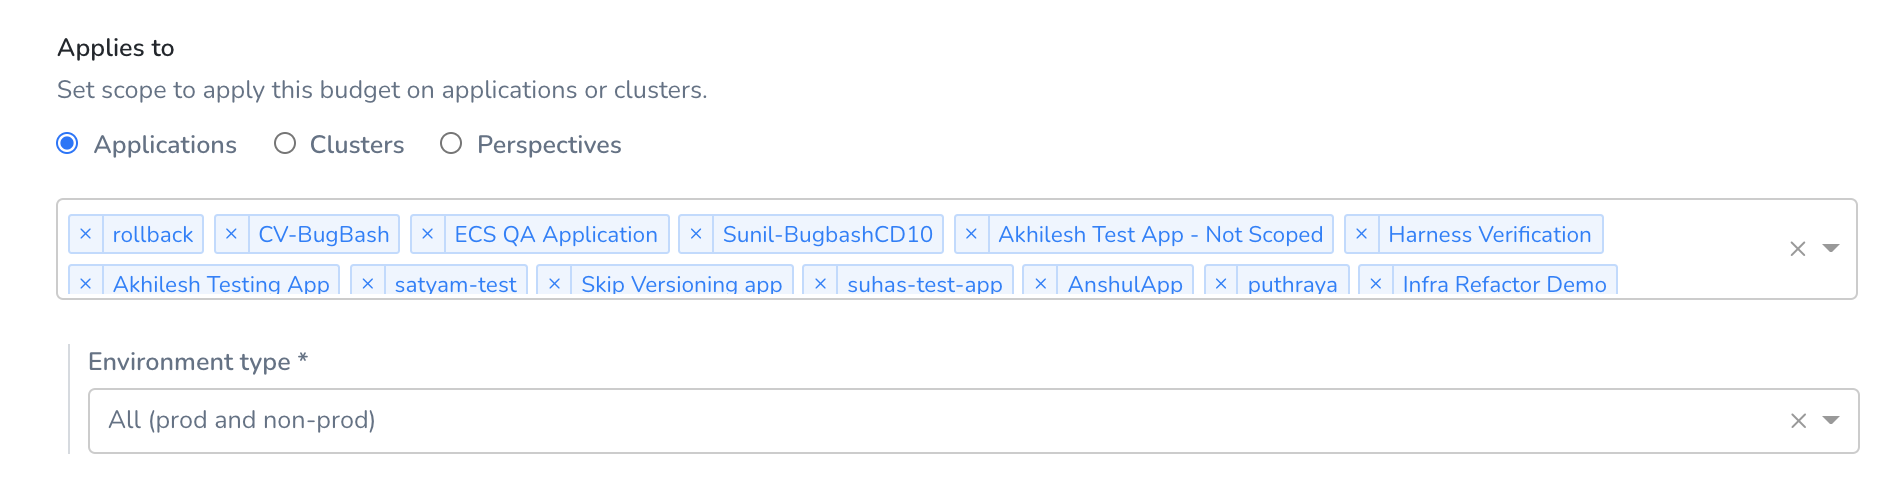 Applies to
Set scope to apply this budget on applications or clusters.
Applications Clusters Perspectives
× rollback × CV-BugBash × ECS QA Application × Sunil-BugbashCD10 × Akhilesh Test App - Not Scoped × Harness Verification
× Akhilesh Testing App × satyam-test × Skip Versioning app × suhas-test-app × AnshulApp × puthraya × Infra Refactor Demo
Environment type *
All (prod and non-prod)